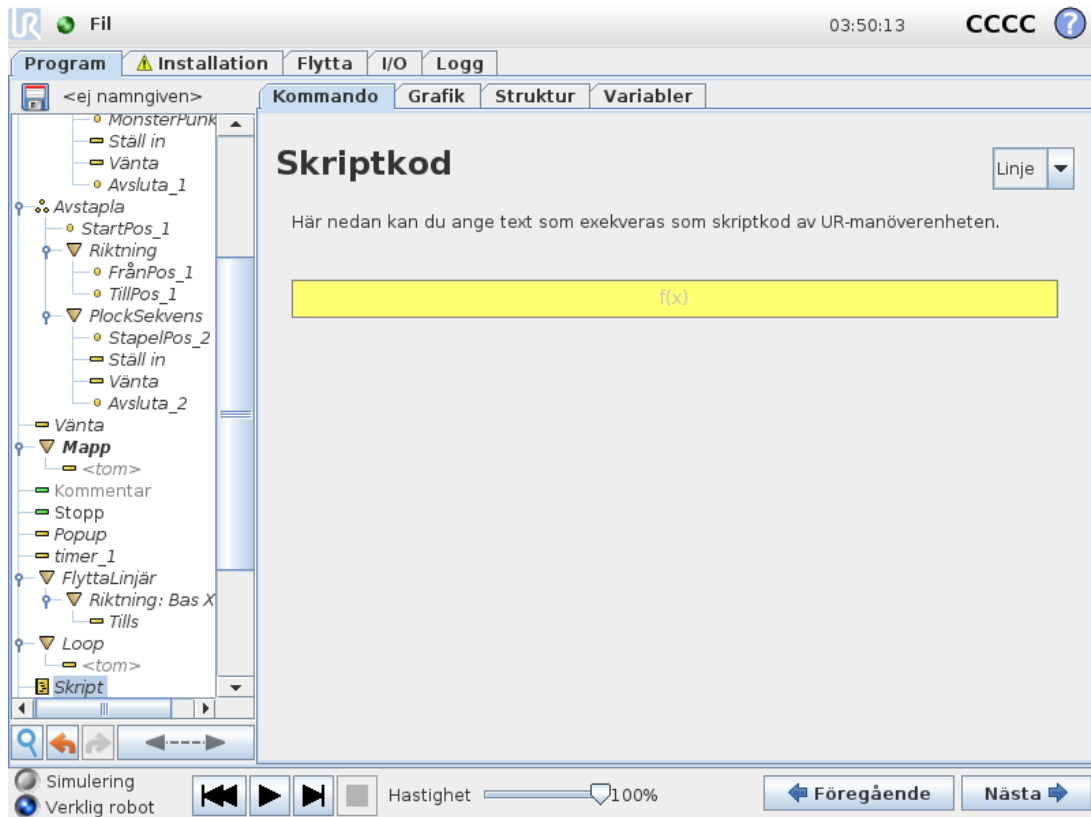 UR
Fil
03:50:13
CCCC
?
Program
Installation
Flytta
I/O
Logg
<ej namngiven>
Kommando
Grafik
Struktur
Variabler
MonsterPunk
Ställ in
Vänta
Avsluta_1
Avstapla
StartPos_1
Riktning
FrånPos_1
TillPos_1
PlockSekvens
StapelPos_2
Ställ in
Vänta
Avsluta_2
Vänta
Mapp
<tom>
Kommentar
Stopp
Popup
timer_1
FlyttaLinjär
Riktning: Bas X
Tills
Loop
<tom>
Skript
Skriptkod
Linje
Här nedan kan du ange text som exekveras som skriptkod av UR-manöverenheten.
f(x)
Simulering
Verklig robot
Hastighet
100%
Föregående
Nästa